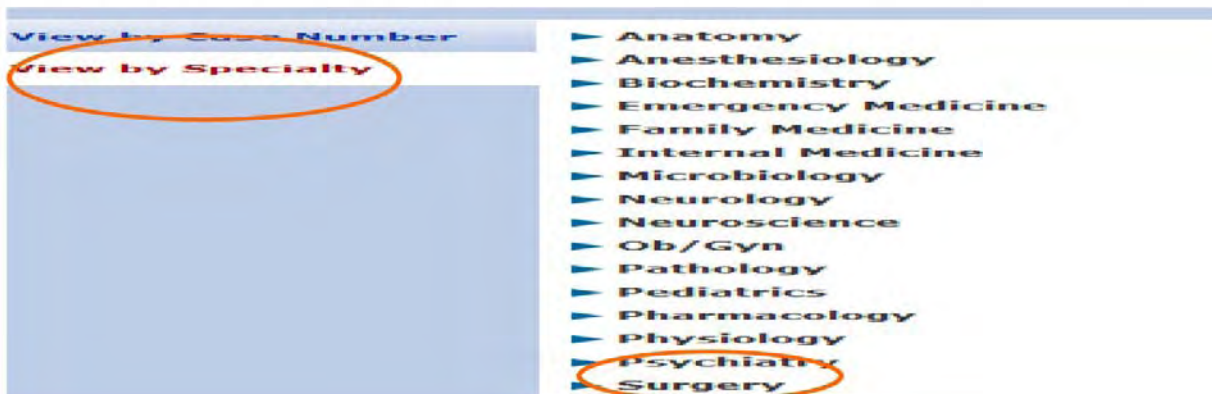 View by Case Number
View by Specialty
Anatomy
Anesthesiology
Biochemistry
Emergency Medicine
Family Medicine
Internal Medicine
Microbiology
Neurology
Neuroscience
Ob/Gyn
Pathology
Pediatrics
Pharmacology
Physiology
Psychiatry
Surgery